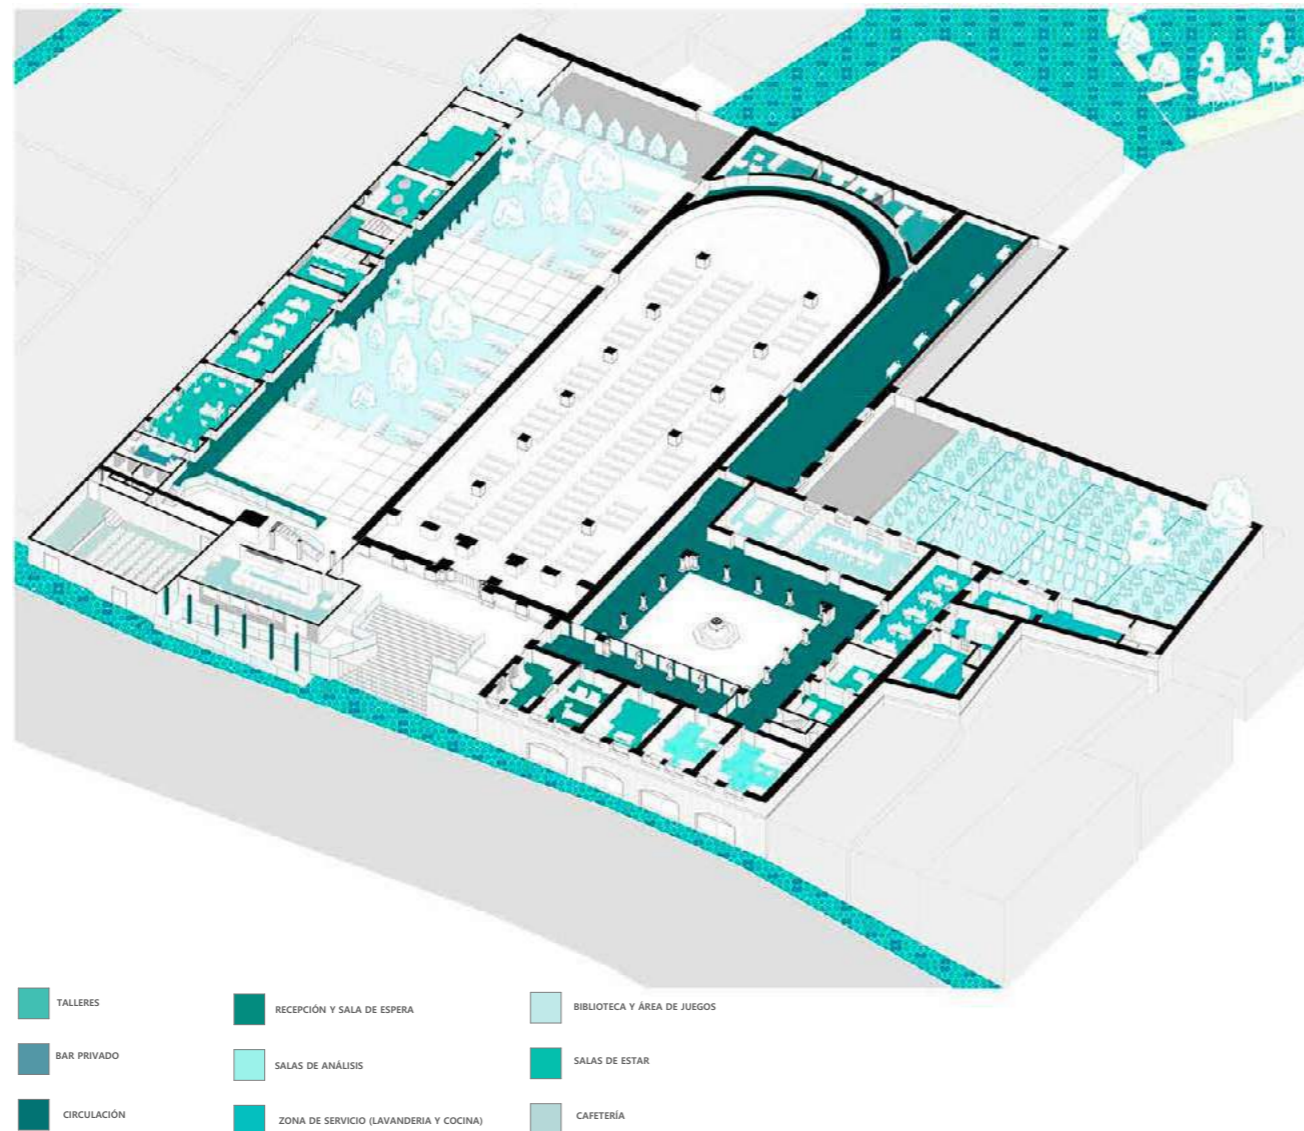 TALLERES
RECEPCIÓN Y SALA DE ESPERA
BIBLIOTECA Y ÁREA DE JUEGOS
BAR PRIVADO
SALAS DE ANÁLISIS
SALAS DE ESTAR
CIRCULACIÓN
ZONA DE SERVICIO (LAVANDERIA Y COCINA)
CAFETERÍA